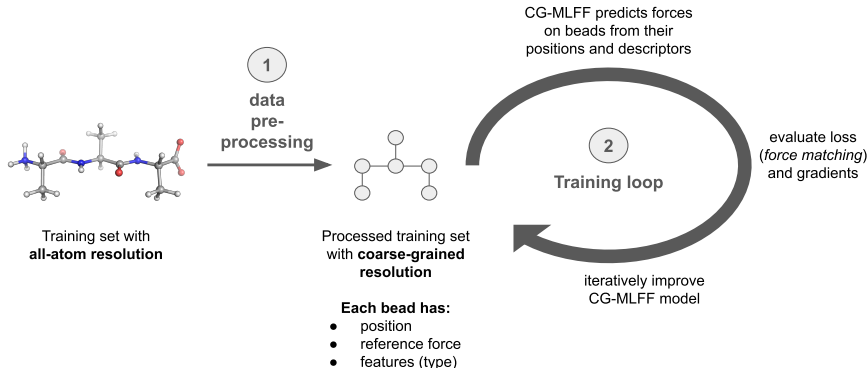 1
data
pre-
processing
Training set with
all-atom resolution
Processed training set
with coarse-grained
resolution
Each bead has:
● position
● reference force
● features (type)
CG-MLFF predicts forces
on beads from their
positions and descriptors
2
Training loop
evaluate loss
(force matching)
and gradients
iteratively improve
CG-MLFF model